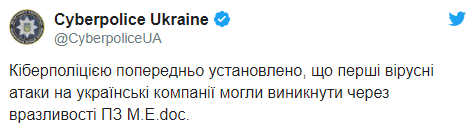 Cyberpolice Ukraine
@CyberpoliceUA
Кіберполіцією попередньо установлено, що перші вірусні
атаки на українські компанії могли виникнути через
вразливості ПЗ M.E.doc.